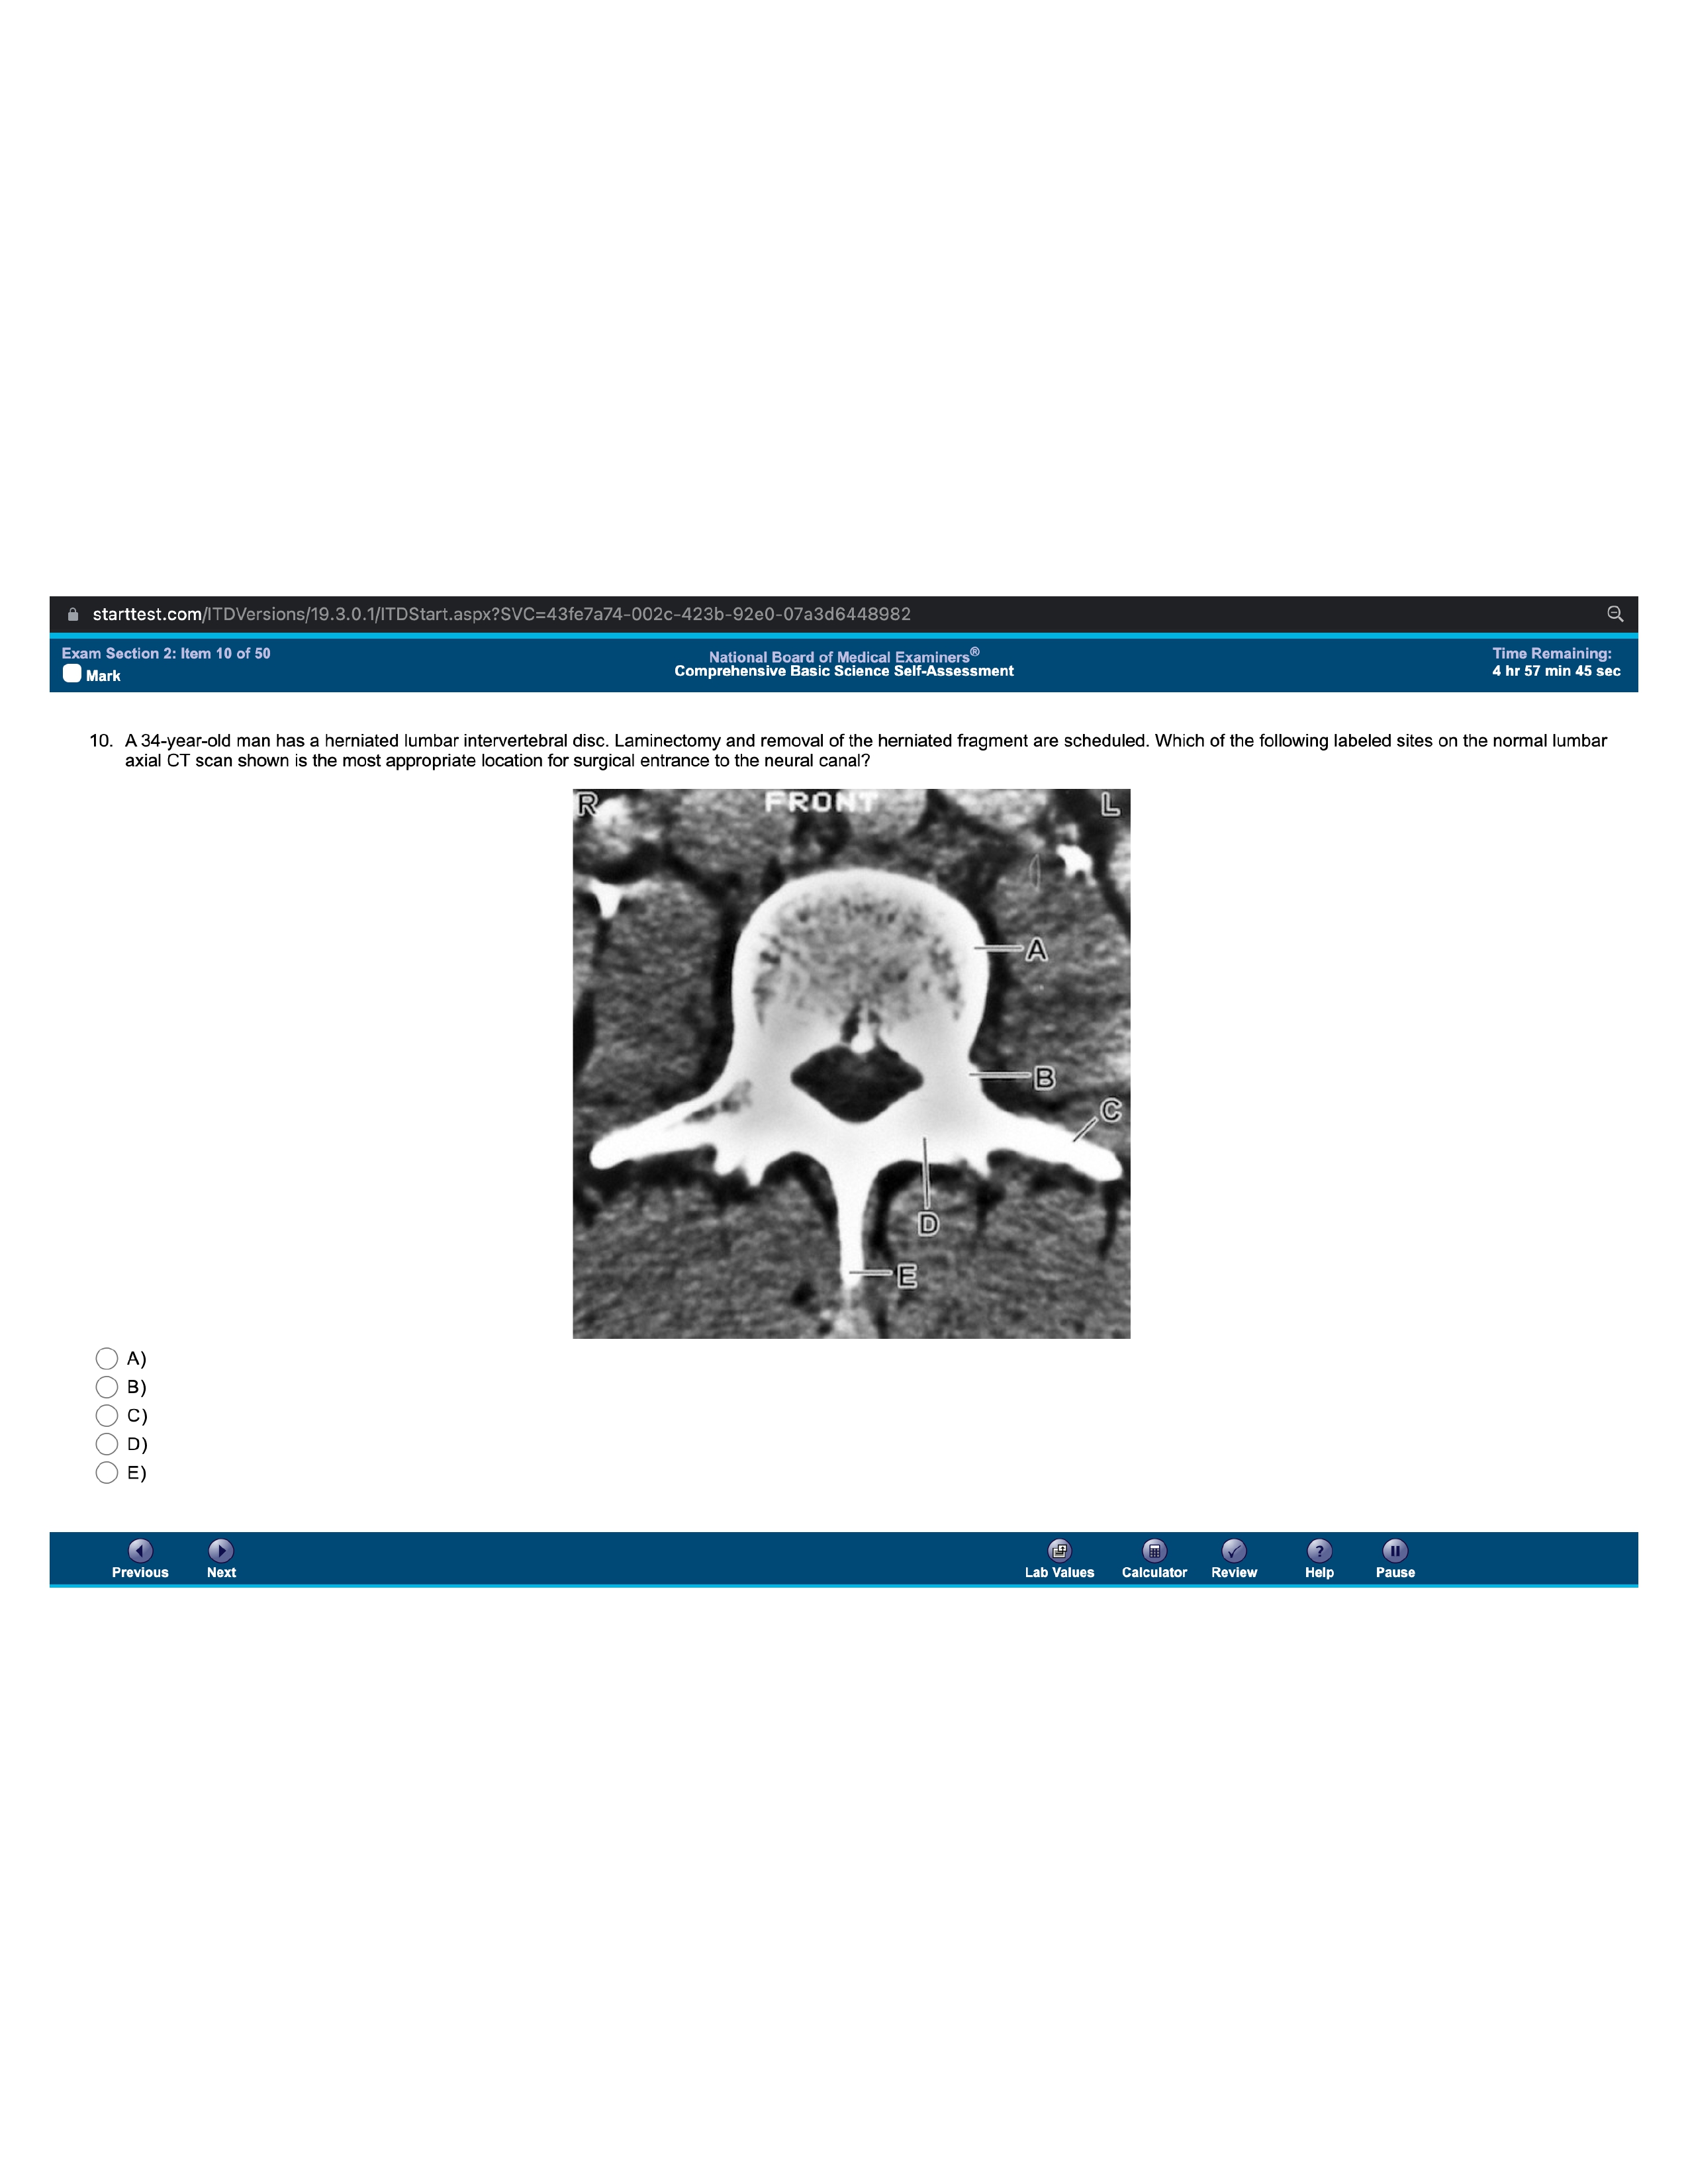 starttest.com/ITDVersions/19.3.0.1/ITDStart.aspx?SVC=43fe7a74-002c-423b-92e0-07a3d6448982
Exam Section 2: Item 10 of 50
Mark
National Board of Medical Examiners®
Comprehensive Basic Science Self-Assessment
Time Remaining:
4 hr 57 min 45 sec
10. A 34-year-old man has a herniated lumbar intervertebral disc. Laminectomy and removal of the herniated fragment are scheduled. Which of the following labeled sites on the normal lumbar
axial CT scan shown is the most appropriate location for surgical entrance to the neural canal?
R FRONT L
A
B
C
D
E
A)
B)
C)
D)
E)
Previous Next Lab Values Calculator Review Help Pause